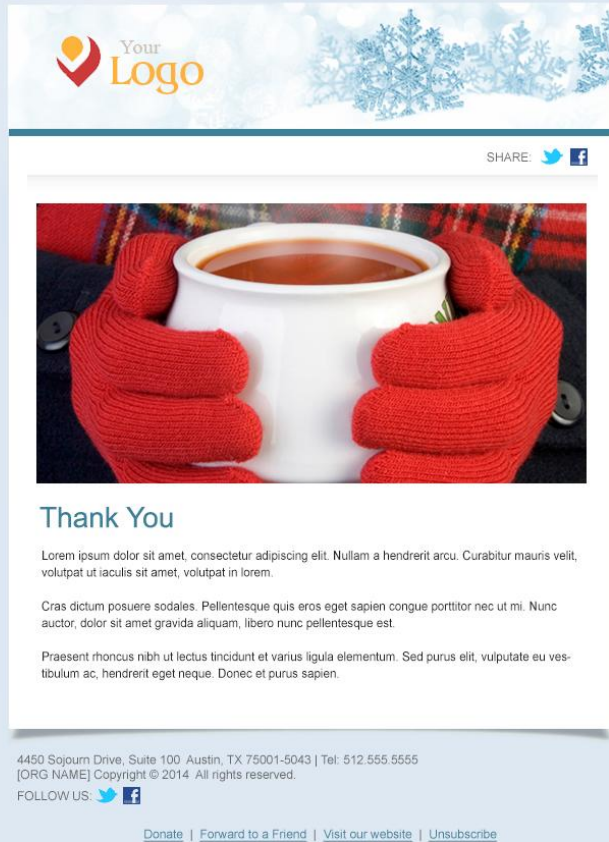 Your
Logo
SHARE:
Thank You
Lorem ipsum dolor sit amet, consectetur adipiscing elit. Nullam a hendrerit arcu. Curabitur mauris velit,
volutpat ut iaculis sit amet, volutpat in lorem.
Cras dictum posuere sodales. Pellentesque quis eros eget sapien congue porttitor nec ut mi. Nunc
auctor, dolor sit amet gravida aliquam, libero nunc pellentesque est.
Praesent rhoncus nibh ut lectus tincidunt et varius ligula elementum. Sed purus elit, vulputate eu ves-
tibulum ac, hendrerit eget neque. Donec et purus sapien.
4450 Sojourn Drive, Suite 100 Austin, TX 75001-5043 | Tel: 512.555.5555
[ORG NAME] Copyright © 2014 All rights reserved.
FOLLOW US:
Donate | Forward to a Friend | Visit our website | Unsubscribe